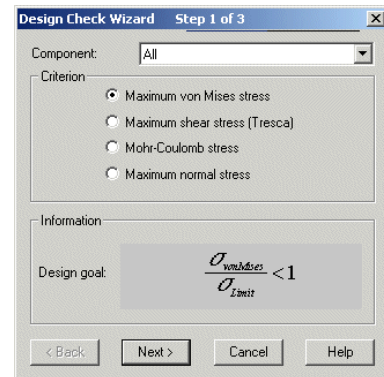 Design Check Wizard Step 1 of 3
Component: All
Criterion
Maximum von Mises stress
Maximum shear stress (Tresca)
Mohr-Coulomb stress
Maximum normal stress
Information
Design goal: σvonMises / σLimit < 1
< Back Next > Cancel Help